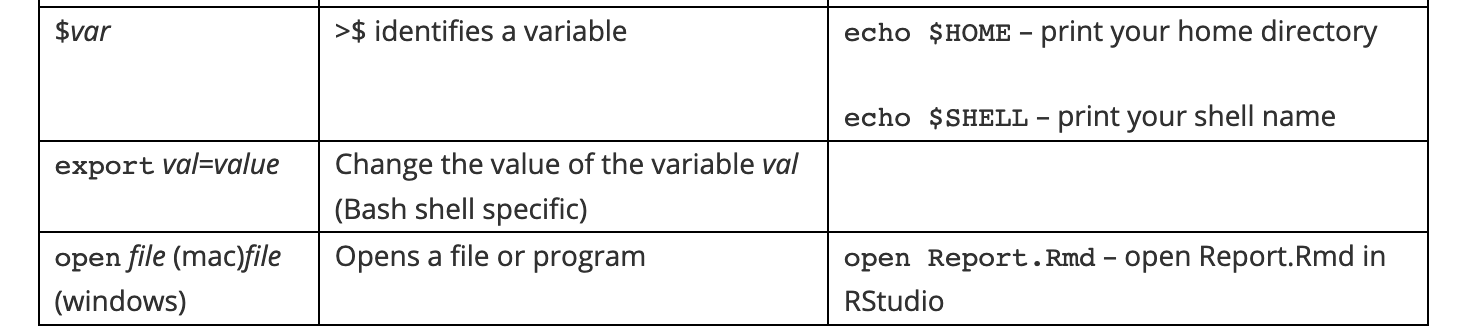 $var
>$ identifies a variable
echo $HOME – print your home directory
echo $SHELL – print your shell name
export val=value
Change the value of the variable val
(Bash shell specific)
open file (mac)file
(windows)
Opens a file or program
open Report.Rmd – open Report.Rmd in
RStudio